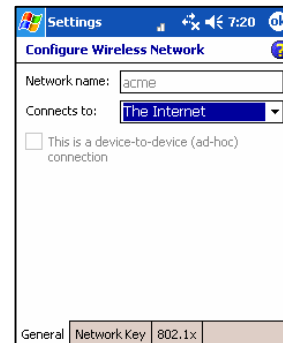 Settings 7:20 ok
Configure Wireless Network ?
Network name: acme
Connects to: The Internet
This is a device-to-device (ad-hoc)
connection
General Network Key 802.1x